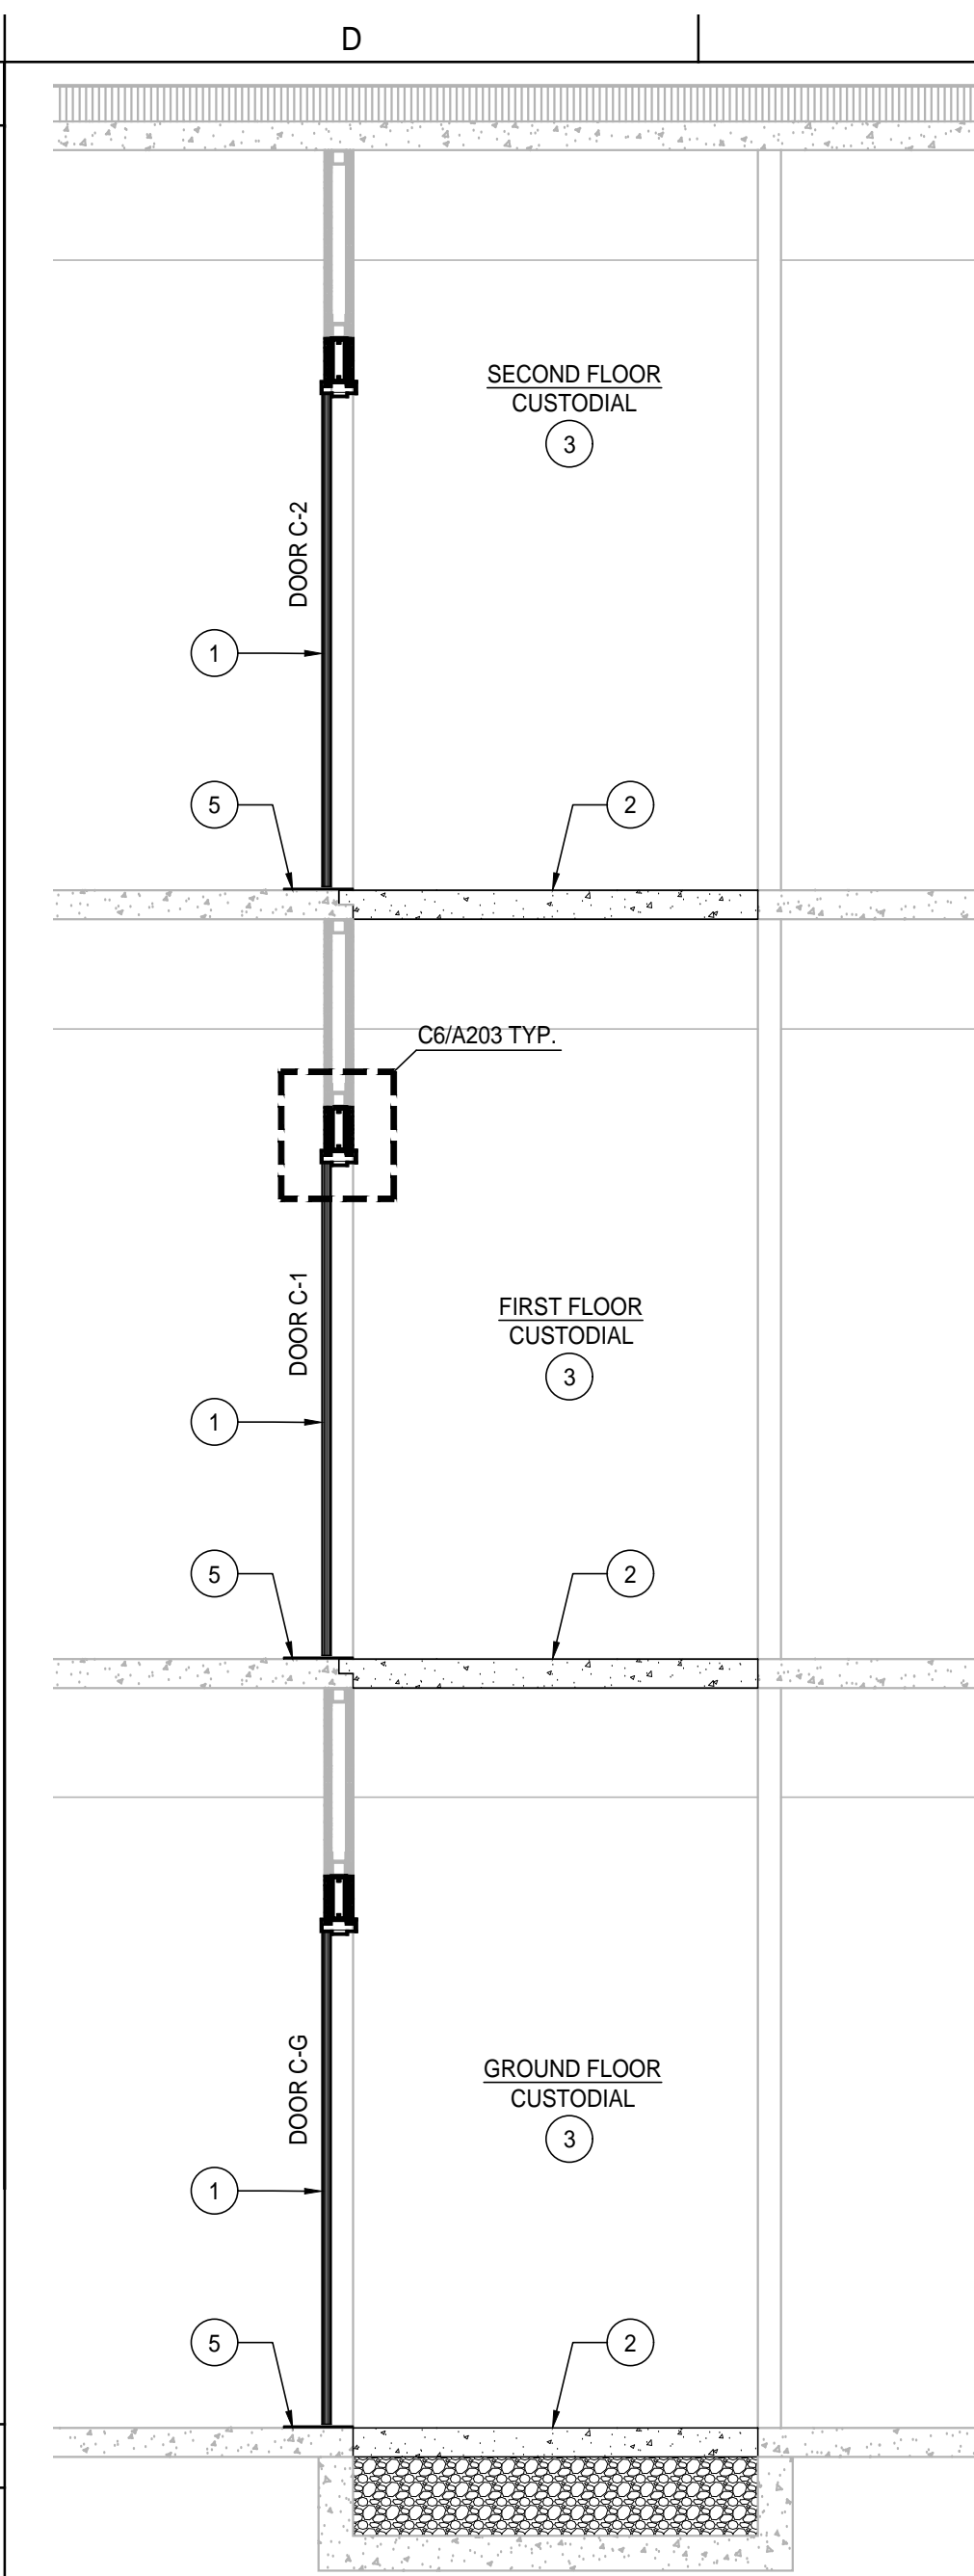 D
SECOND FLOOR
CUSTODIAL
3
DOOR C-2
1
5
2
C6/A203 TYP.
DOOR C-1
FIRST FLOOR
CUSTODIAL
3
1
5
2
DOOR C-G
GROUND FLOOR
CUSTODIAL
3
1
5
2